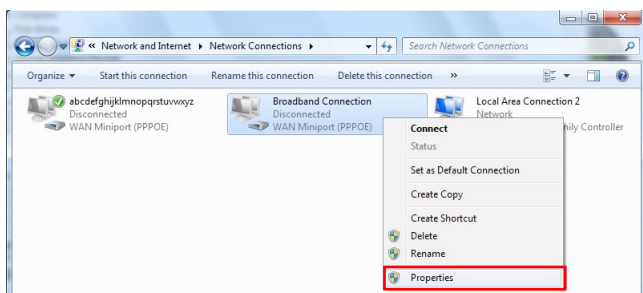 « Network and Internet ▸ Network Connections ▸
Search Network Connections
Organize ▾ Start this connection Rename this connection Delete this connection »
abcdefghijklmnopqrstuvwxyz
Disconnected
WAN Miniport (PPPOE)
Broadband Connection
Disconnected
WAN Miniport (PPPOE)
Local Area Connection 2
Network
hily Controller
Connect
Status
Set as Default Connection
Create Copy
Create Shortcut
Delete
Rename
Properties